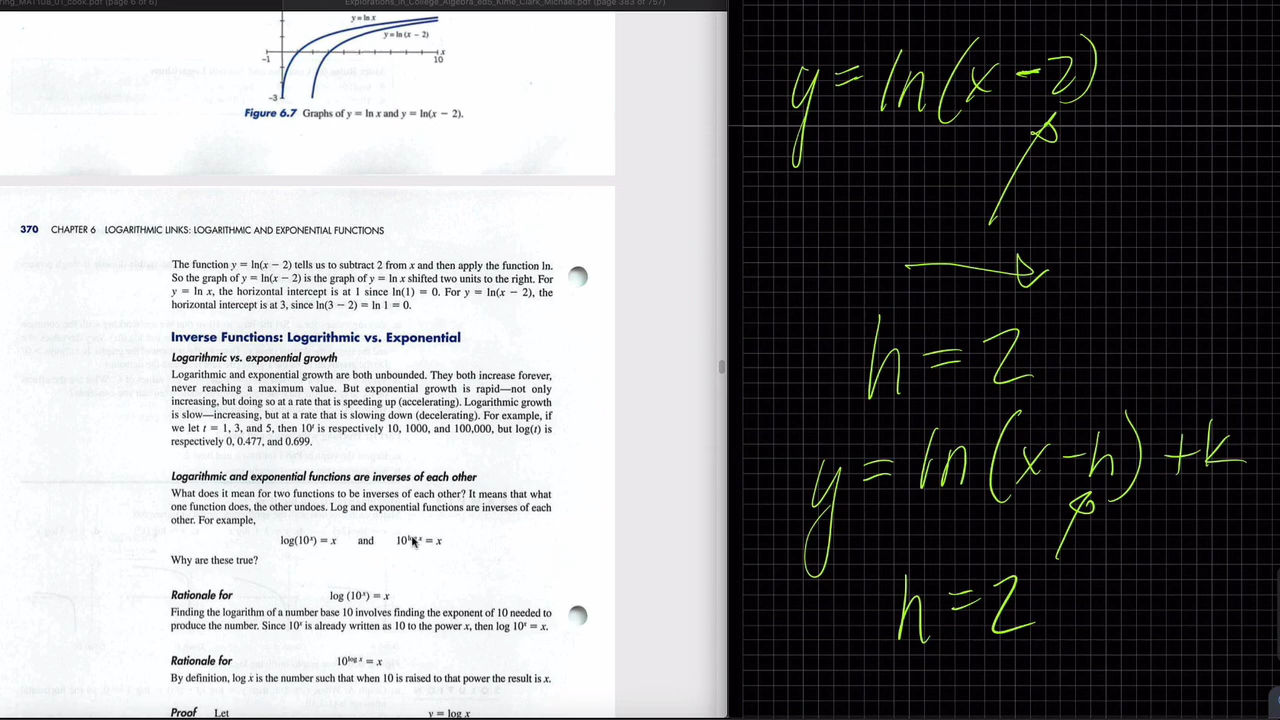 Explorations_in_College_Algebra_ed5_Kime_Clark_Michael.pdf (page 383 of 757)
y = ln x
y = ln (x − 2)
x
−1
10
−3
Figure 6.7 Graphs of y = ln x and y = ln(x − 2).
370 CHAPTER 6 LOGARITHMIC LINKS: LOGARITHMIC AND EXPONENTIAL FUNCTIONS
The function y = ln(x − 2) tells us to subtract 2 from x and then apply the function ln.
So the graph of y = ln(x − 2) is the graph of y = ln x shifted two units to the right. For
y = ln x, the horizontal intercept is at 1 since ln(1) = 0. For y = ln(x − 2), the
horizontal intercept is at 3, since ln(3 − 2) = ln 1 = 0.
Inverse Functions: Logarithmic vs. Exponential
Logarithmic vs. exponential growth
Logarithmic and exponential growth are both unbounded. They both increase forever,
never reaching a maximum value. But exponential growth is rapid—not only
increasing, but doing so at a rate that is speeding up (accelerating). Logarithmic growth
is slow—increasing, but at a rate that is slowing down (decelerating). For example, if
we let t = 1, 3, and 5, then 10ᵗ is respectively 10, 1000, and 100,000, but log(t) is
respectively 0, 0.477, and 0.699.
Logarithmic and exponential functions are inverses of each other
What does it mean for two functions to be inverses of each other? It means that what
one function does, the other undoes. Log and exponential functions are inverses of each
other. For example,
log(10ˣ) = x and 10ˡᵒᵍ ˣ = x
Why are these true?
Rationale for log (10ˣ) = x
Finding the logarithm of a number base 10 involves finding the exponent of 10 needed to
produce the number. Since 10ˣ is already written as 10 to the power x, then log 10ˣ = x.
Rationale for 10ˡᵒᵍ ˣ = x
By definition, log x is the number such that when 10 is raised to that power the result is x.
Proof Let y = log x
y = ln(x − 2)
h = 2
y = ln(x − h) + k
h = 2